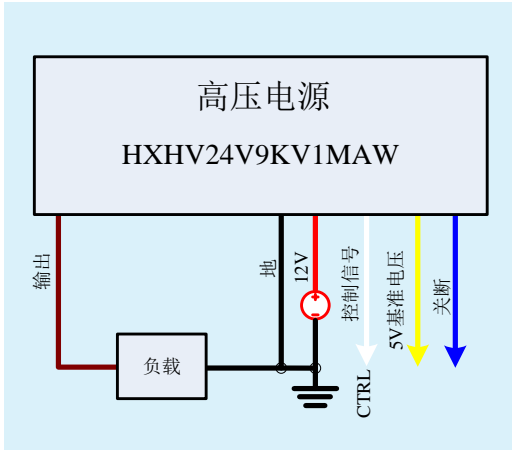 高压电源
HXHV24V9KV1MAW
输出
地
12V
控制信号
5V基准电压
关断
负载
CTRL